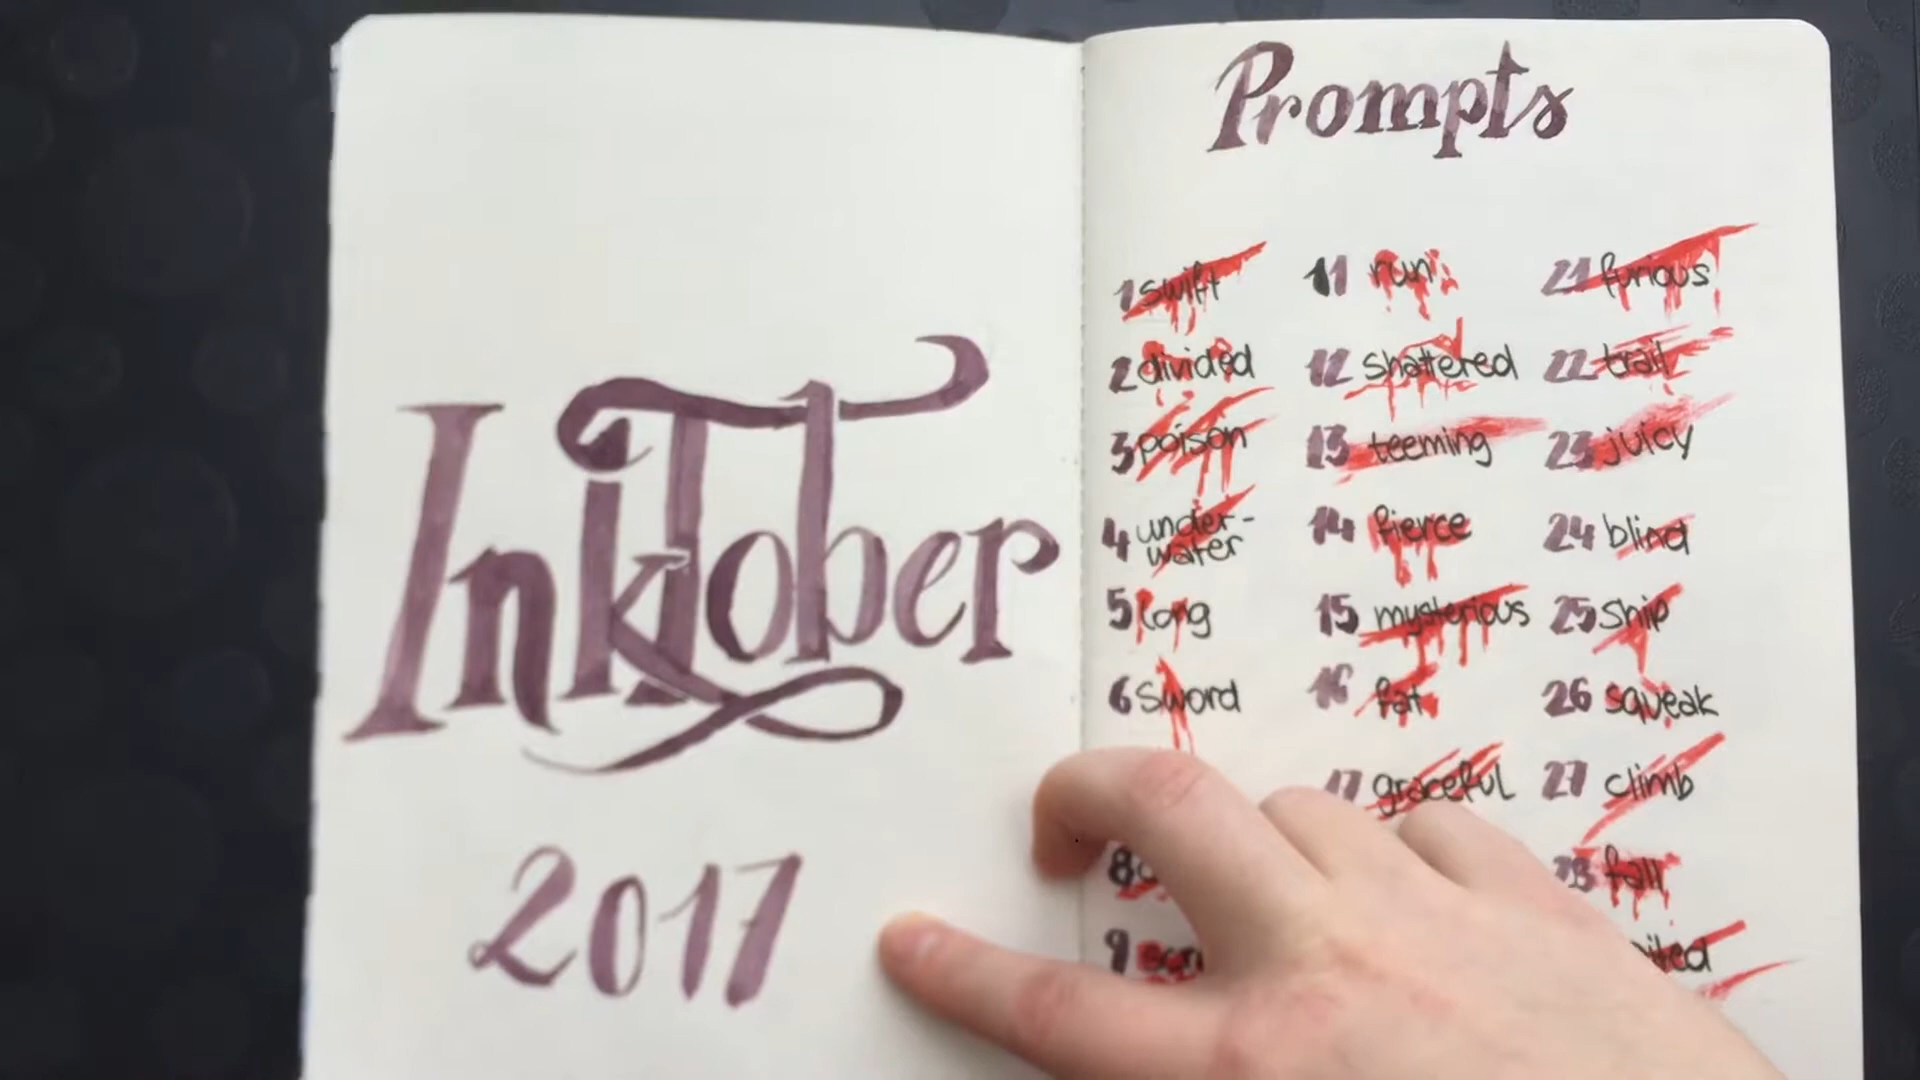 InkTober
2017
Prompts
1 swift
2 divided
3 poison
4 under-
water
5 long
6 sword
8
9
11 run
12 shattered
13 teeming
14 fierce
15 mysterious
16 fat
17 graceful
21 furious
22 trail
23 juicy
24 blind
25 ship
26 squeak
27 climb
28 fall